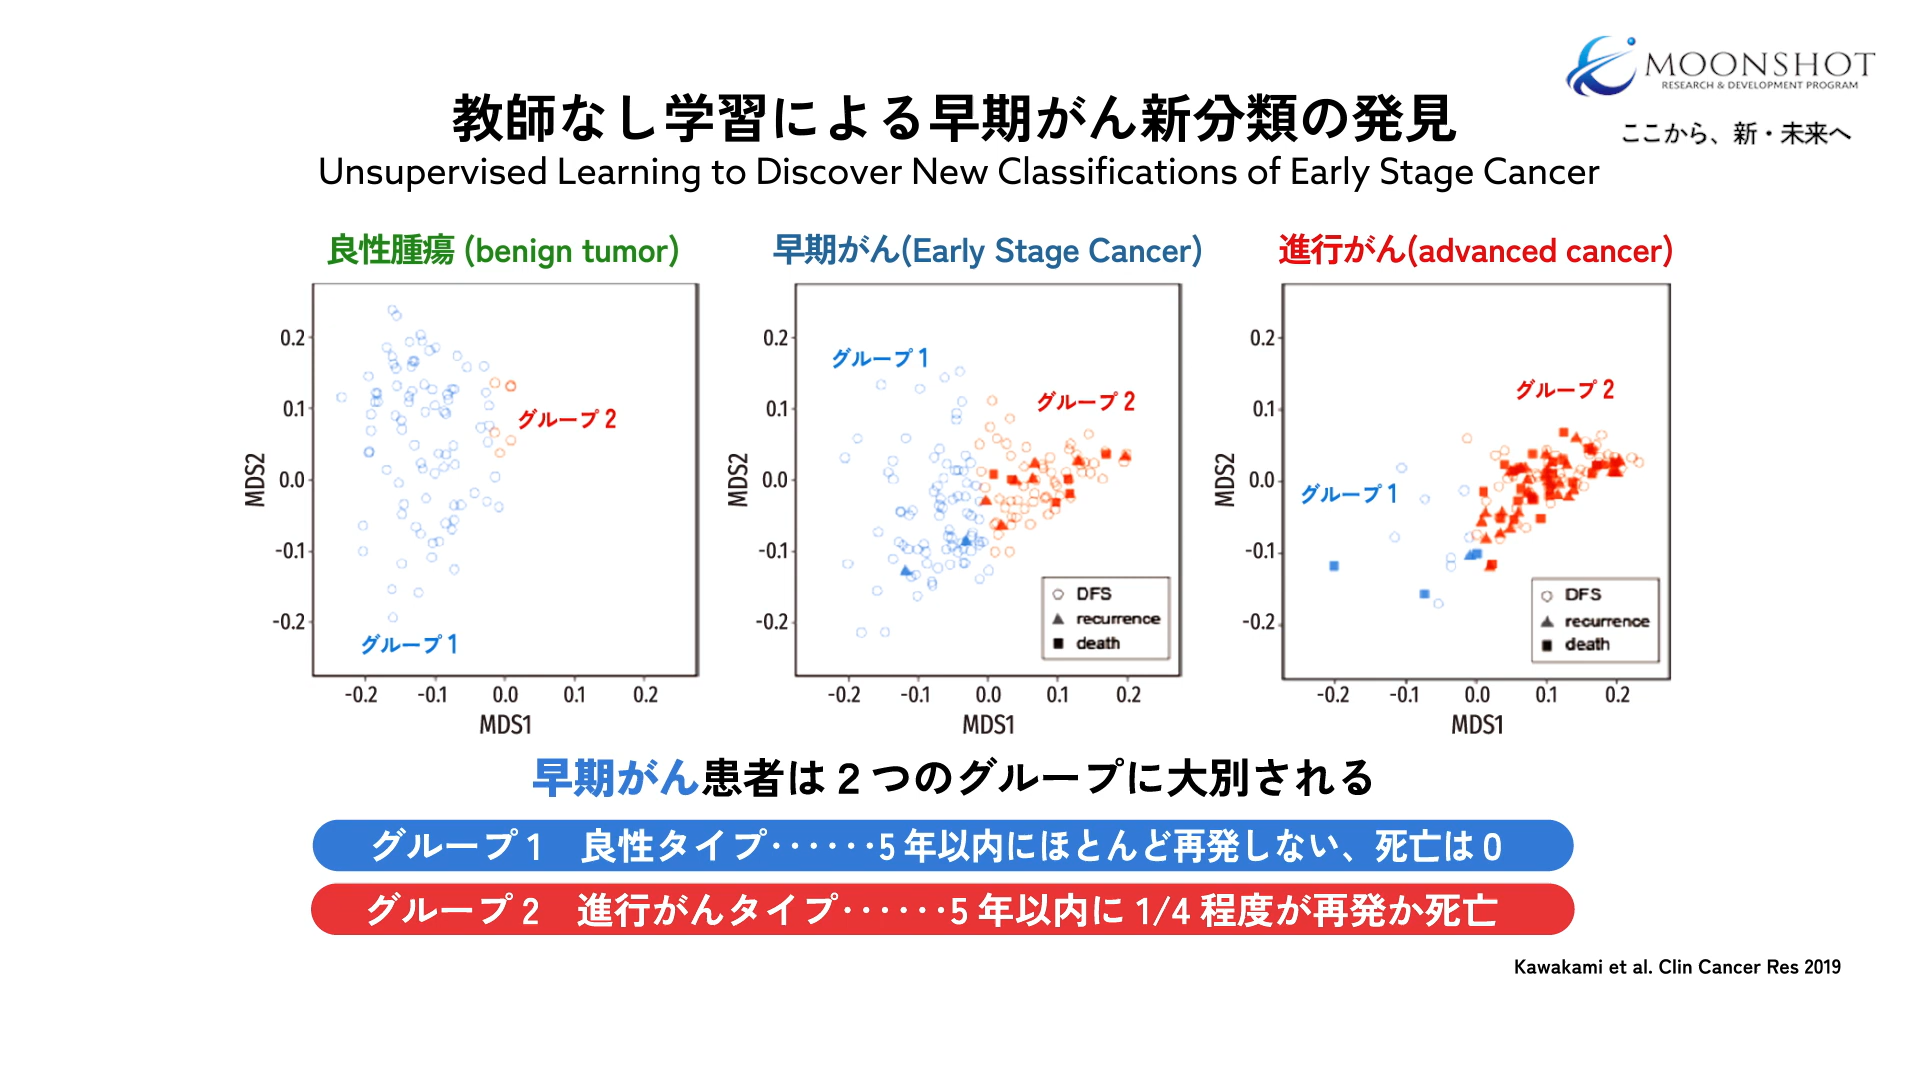 MOONSHOT
RESEARCH & DEVELOPMENT PROGRAM
ここから、新・未来へ
教師なし学習による早期がん新分類の発見
Unsupervised Learning to Discover New Classifications of Early Stage Cancer
良性腫瘍 (benign tumor)
0.2
0.1
0.0
-0.1
-0.2
MDS2
グループ 2
グループ 1
-0.2 -0.1 0.0 0.1 0.2
MDS1
早期がん(Early Stage Cancer)
0.2
0.1
0.0
-0.1
-0.2
MDS2
グループ 1
グループ 2
DFS
recurrence
death
-0.2 -0.1 0.0 0.1 0.2
MDS1
進行がん(advanced cancer)
0.2
0.1
0.0
-0.1
-0.2
MDS2
グループ 2
グループ 1
DFS
recurrence
death
-0.2 -0.1 0.0 0.1 0.2
MDS1
早期がん患者は 2 つのグループに大別される
グループ 1　良性タイプ‥‥‥5 年以内にほとんど再発しない、死亡は 0
グループ 2　進行がんタイプ‥‥‥5 年以内に 1/4 程度が再発か死亡
Kawakami et al. Clin Cancer Res 2019